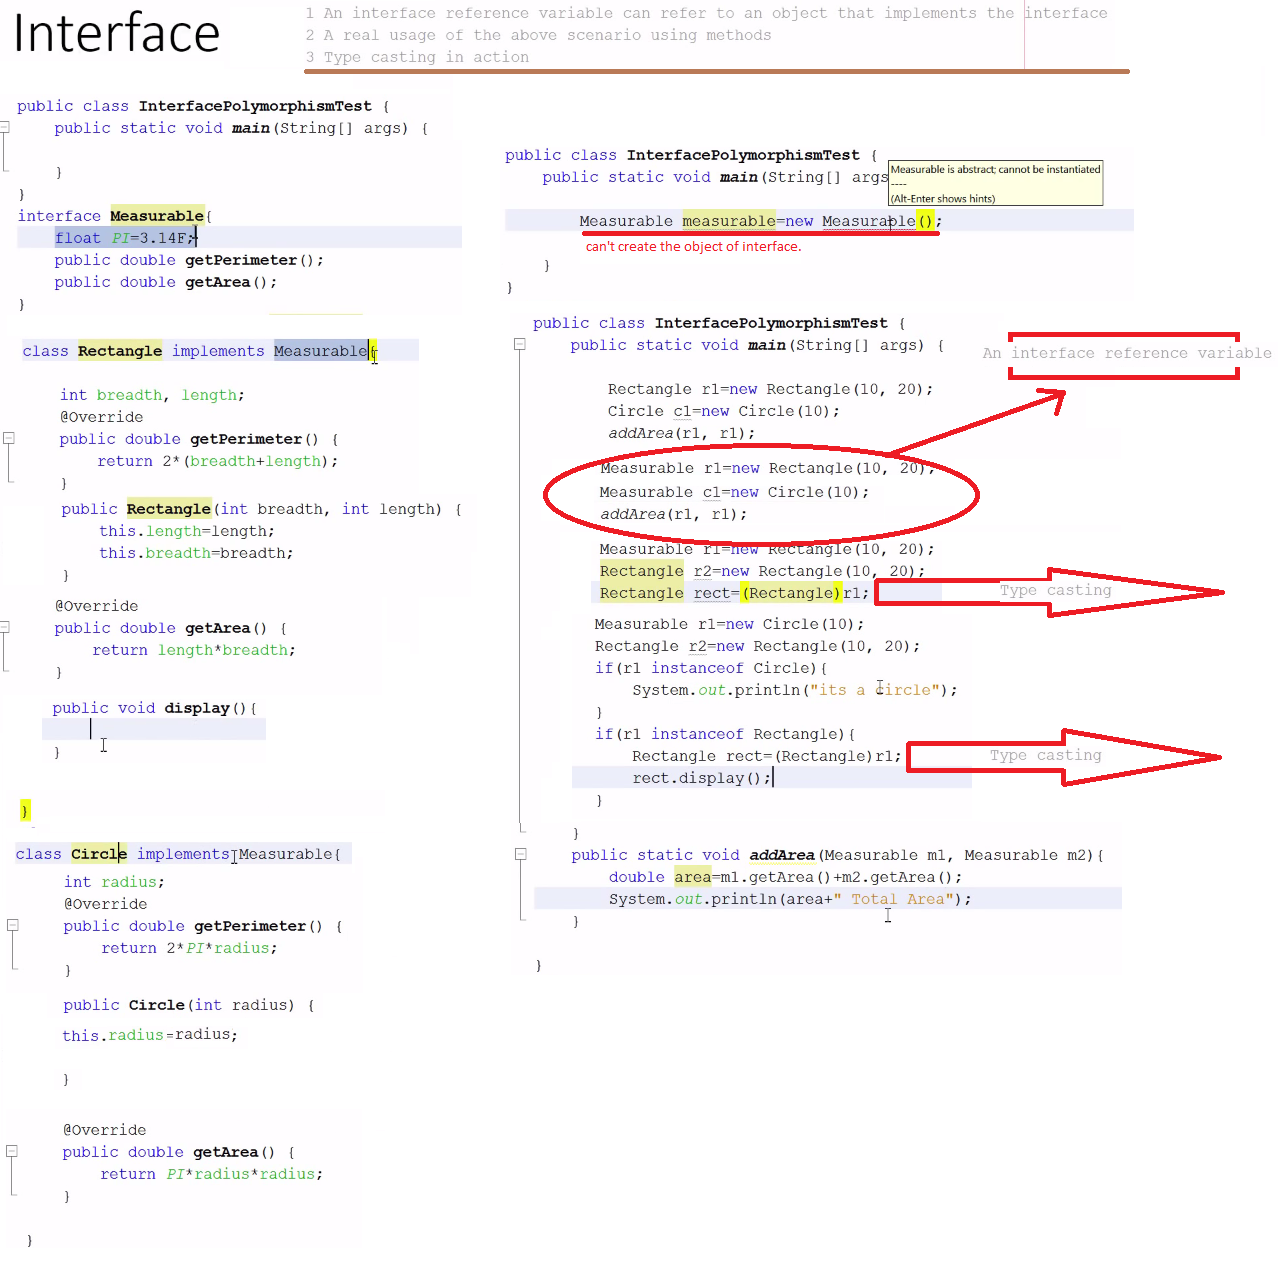 Interface
1 An interface reference variable can refer to an object that implements the interface
2 A real usage of the above scenario using methods
3 Type casting in action
public class InterfacePolymorphismTest {
public static void main(String[] args) {
}
}
interface Measurable{
float PI=3.14F;
public double getPerimeter();
public double getArea();
}
class Rectangle implements Measurable{
int breadth, length;
@Override
public double getPerimeter() {
return 2*(breadth+length);
}
public Rectangle(int breadth, int length) {
this.length=length;
this.breadth=breadth;
}
@Override
public double getArea() {
return length*breadth;
}
public void display(){
}
}
class Circle implements Measurable{
int radius;
@Override
public double getPerimeter() {
return 2*PI*radius;
}
public Circle(int radius) {
this.radius=radius;
}
@Override
public double getArea() {
return PI*radius*radius;
}
}
public class InterfacePolymorphismTest {
public static void main(String[] args
Measurable is abstract; cannot be instantiated
----
(Alt-Enter shows hints)
Measurable measurable=new Measurable();
can't create the object of interface.
}
}
public class InterfacePolymorphismTest {
public static void main(String[] args) {
An interface reference variable
Rectangle r1=new Rectangle(10, 20);
Circle c1=new Circle(10);
addArea(r1, r1);
Measurable r1=new Rectangle(10, 20);
Measurable c1=new Circle(10);
addArea(r1, r1);
Measurable r1=new Rectangle(10, 20);
Rectangle r2=new Rectangle(10, 20);
Rectangle rect=(Rectangle)r1;
Type casting
Measurable r1=new Circle(10);
Rectangle r2=new Rectangle(10, 20);
if(r1 instanceof Circle){
System.out.println("its a circle");
}
if(r1 instanceof Rectangle){
Rectangle rect=(Rectangle)r1;
Type casting
rect.display();
}
}
public static void addArea(Measurable m1, Measurable m2){
double area=m1.getArea()+m2.getArea();
System.out.println(area+" Total Area");
}
}